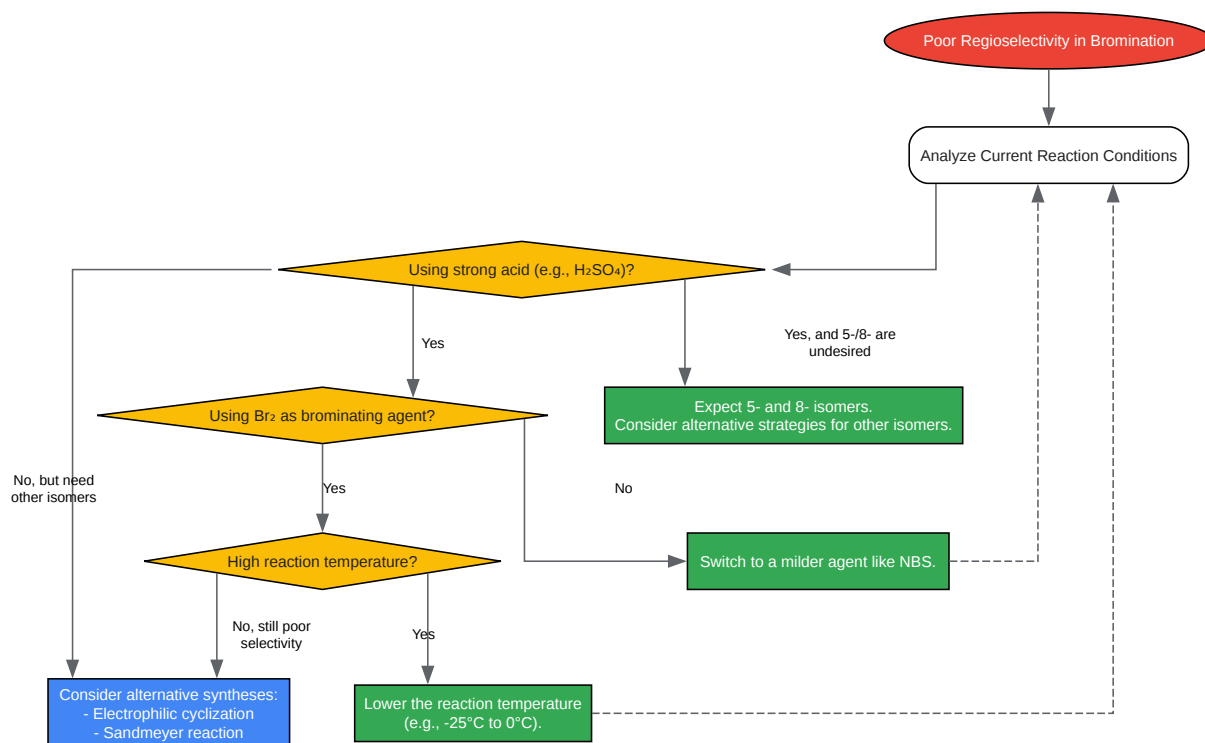 Poor Regioselectivity in Bromination
Analyze Current Reaction Conditions
Using strong acid (e.g., H₂SO₄)?
Yes
Yes, and 5-/8- are
undesired
Using Br₂ as brominating agent?
Expect 5- and 8- isomers.
Consider alternative strategies for other isomers.
No, but need
other isomers
Yes
No
High reaction temperature?
Switch to a milder agent like NBS.
No, still poor
selectivity
Yes
Consider alternative syntheses:
- Electrophilic cyclization
- Sandmeyer reaction
Lower the reaction temperature
(e.g., -25°C to 0°C).